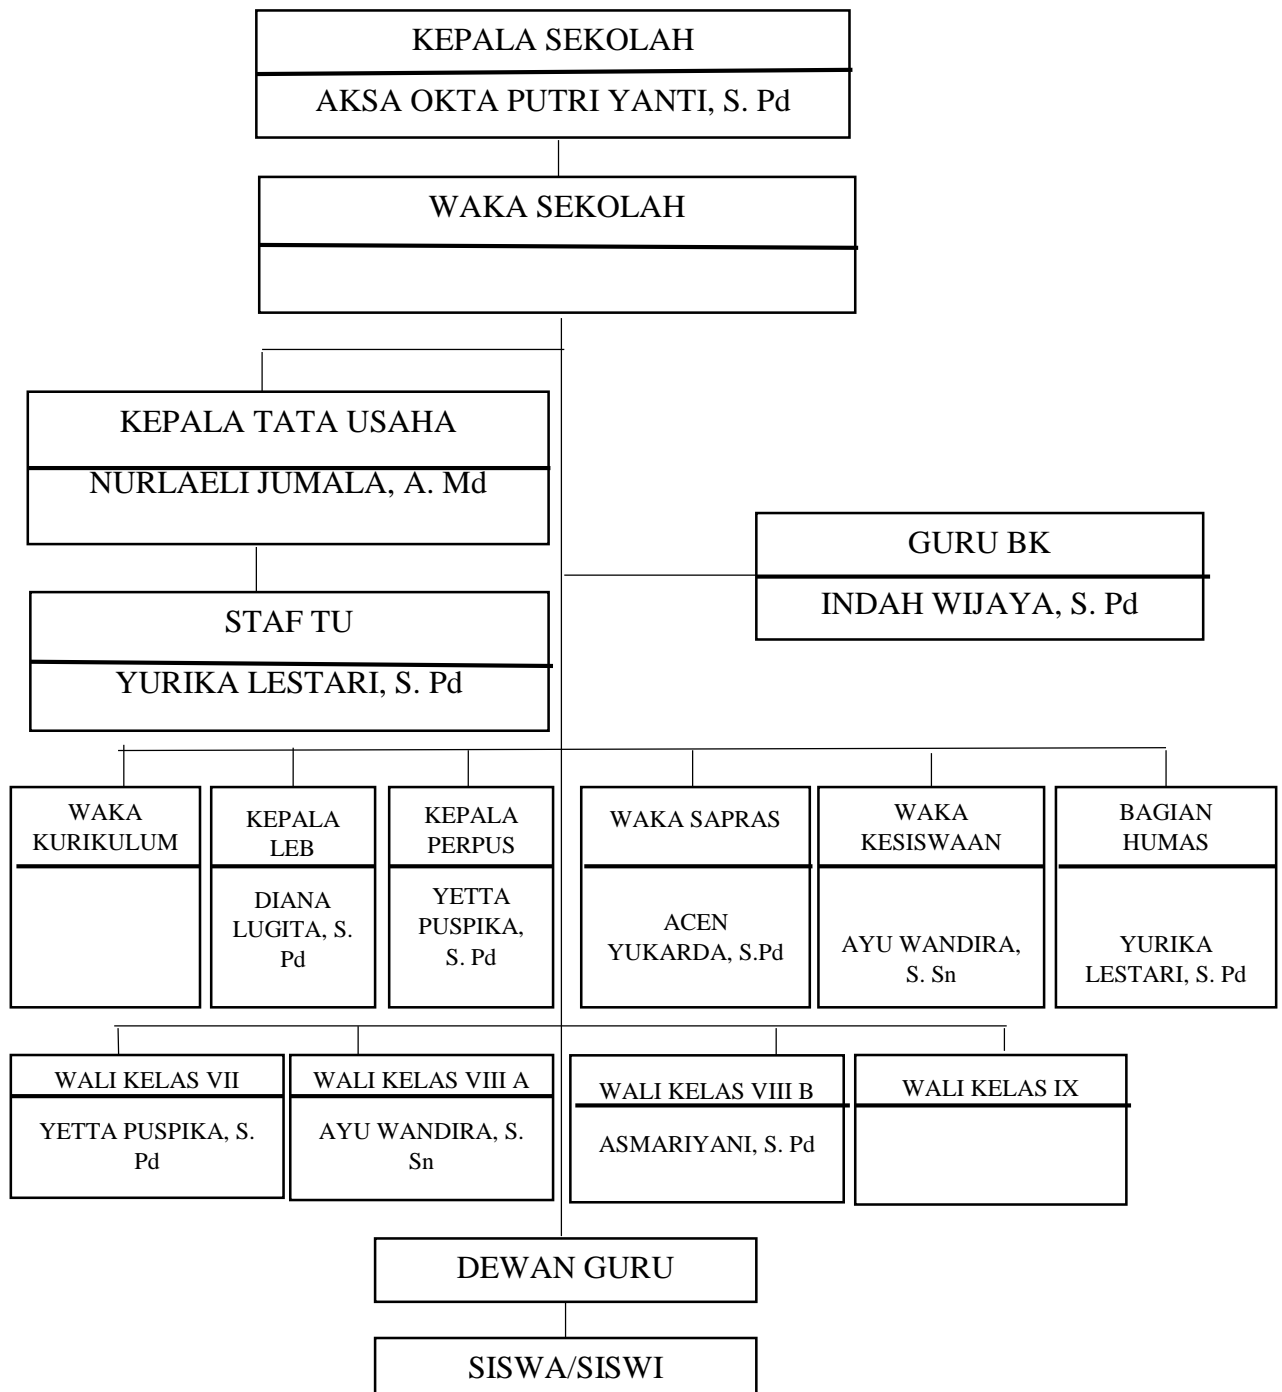 KEPALA SEKOLAH
AKSA OKTA PUTRI YANTI, S. Pd
WAKA SEKOLAH
KEPALA TATA USAHA
NURLAELI JUMALA, A. Md
GURU BK
INDAH WIJAYA, S. Pd
STAF TU
YURIKA LESTARI, S. Pd
WAKA
KURIKULUM
KEPALA
LEB
DIANA
LUGITA, S.
Pd
KEPALA
PERPUS
YETTA
PUSPIKA,
S. Pd
WAKA SAPRAS
ACEN
YUKARDA, S.Pd
WAKA
KESISWAAN
AYU WANDIRA,
S. Sn
BAGIAN
HUMAS
YURIKA
LESTARI, S. Pd
WALI KELAS VII
YETTA PUSPIKA, S.
Pd
WALI KELAS VIII A
AYU WANDIRA, S.
Sn
WALI KELAS VIII B
ASMARIYANI, S. Pd
WALI KELAS IX
DEWAN GURU
SISWA/SISWI